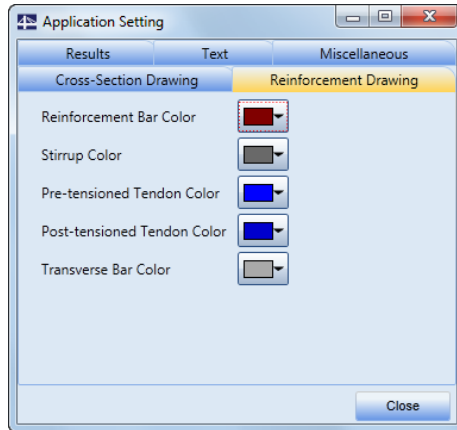 Application Setting
Results Text Miscellaneous
Cross-Section Drawing Reinforcement Drawing
Reinforcement Bar Color
Stirrup Color
Pre-tensioned Tendon Color
Post-tensioned Tendon Color
Transverse Bar Color
Close